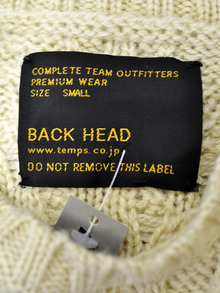 COMPLETE TEAM OUTFITTERS
PREMIUM WEAR
SIZE SMALL
BACK HEAD
www.temps.co.jp
DO NOT REMOVE THIS LABEL